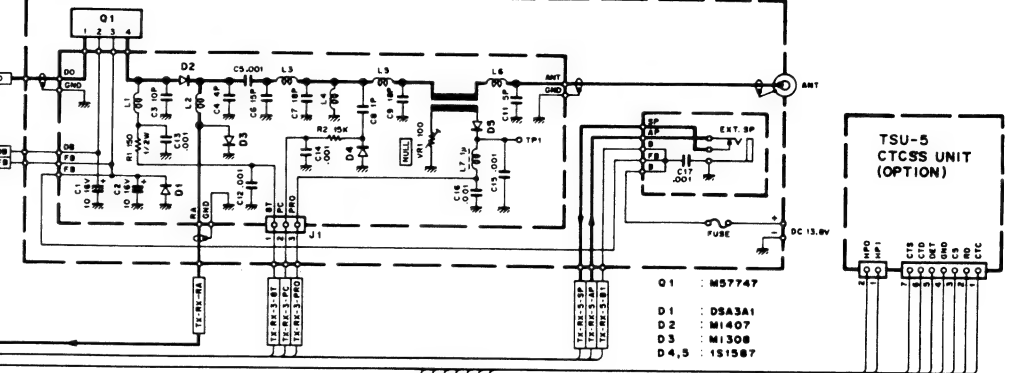 Q1
1 2 3 4
D2
C5.001
L3
L5
L6
DO
GND
ANT
GND
ANT
L1
C3 10P
L2
C4 4P
C6 15P
C7 18P
L4
C8 1P
C9 18P
C11 5P
R1 150
1/2W
C13
.001
D3
R2 15K
C14
.001
D4
NULL
VR1 100
D5
TP1
L7 1μ
C15 .001
C16
.001
DB
FB
DB
FB
FB
C1
10 16V
+
C2
10 16V
+
D1
RA
GND
C12 .001
BT
PC
PRO
1 2 3
J1
SP
AP
B
FB
B
EXT. SP
C17
.001
FUSE
+
-
DC 13.8V
TX-RX-RA
TX-RX-3-BT
TX-RX-3-PC
TX-RX-3-PRO
TX-RX-5-SP
TX-RX-5-AP
TX-RX-5-B1
Q1 : M57747
D1 : DSA3A1
D2 : MI407
D3 : MI308
D4,5 : 1S1587
TSU-5
CTCSS UNIT
(OPTION)
HPO
HPI
CTS
CTD
DET
GND
CS
CTC
2 1
7 6 5 4 3 2 1